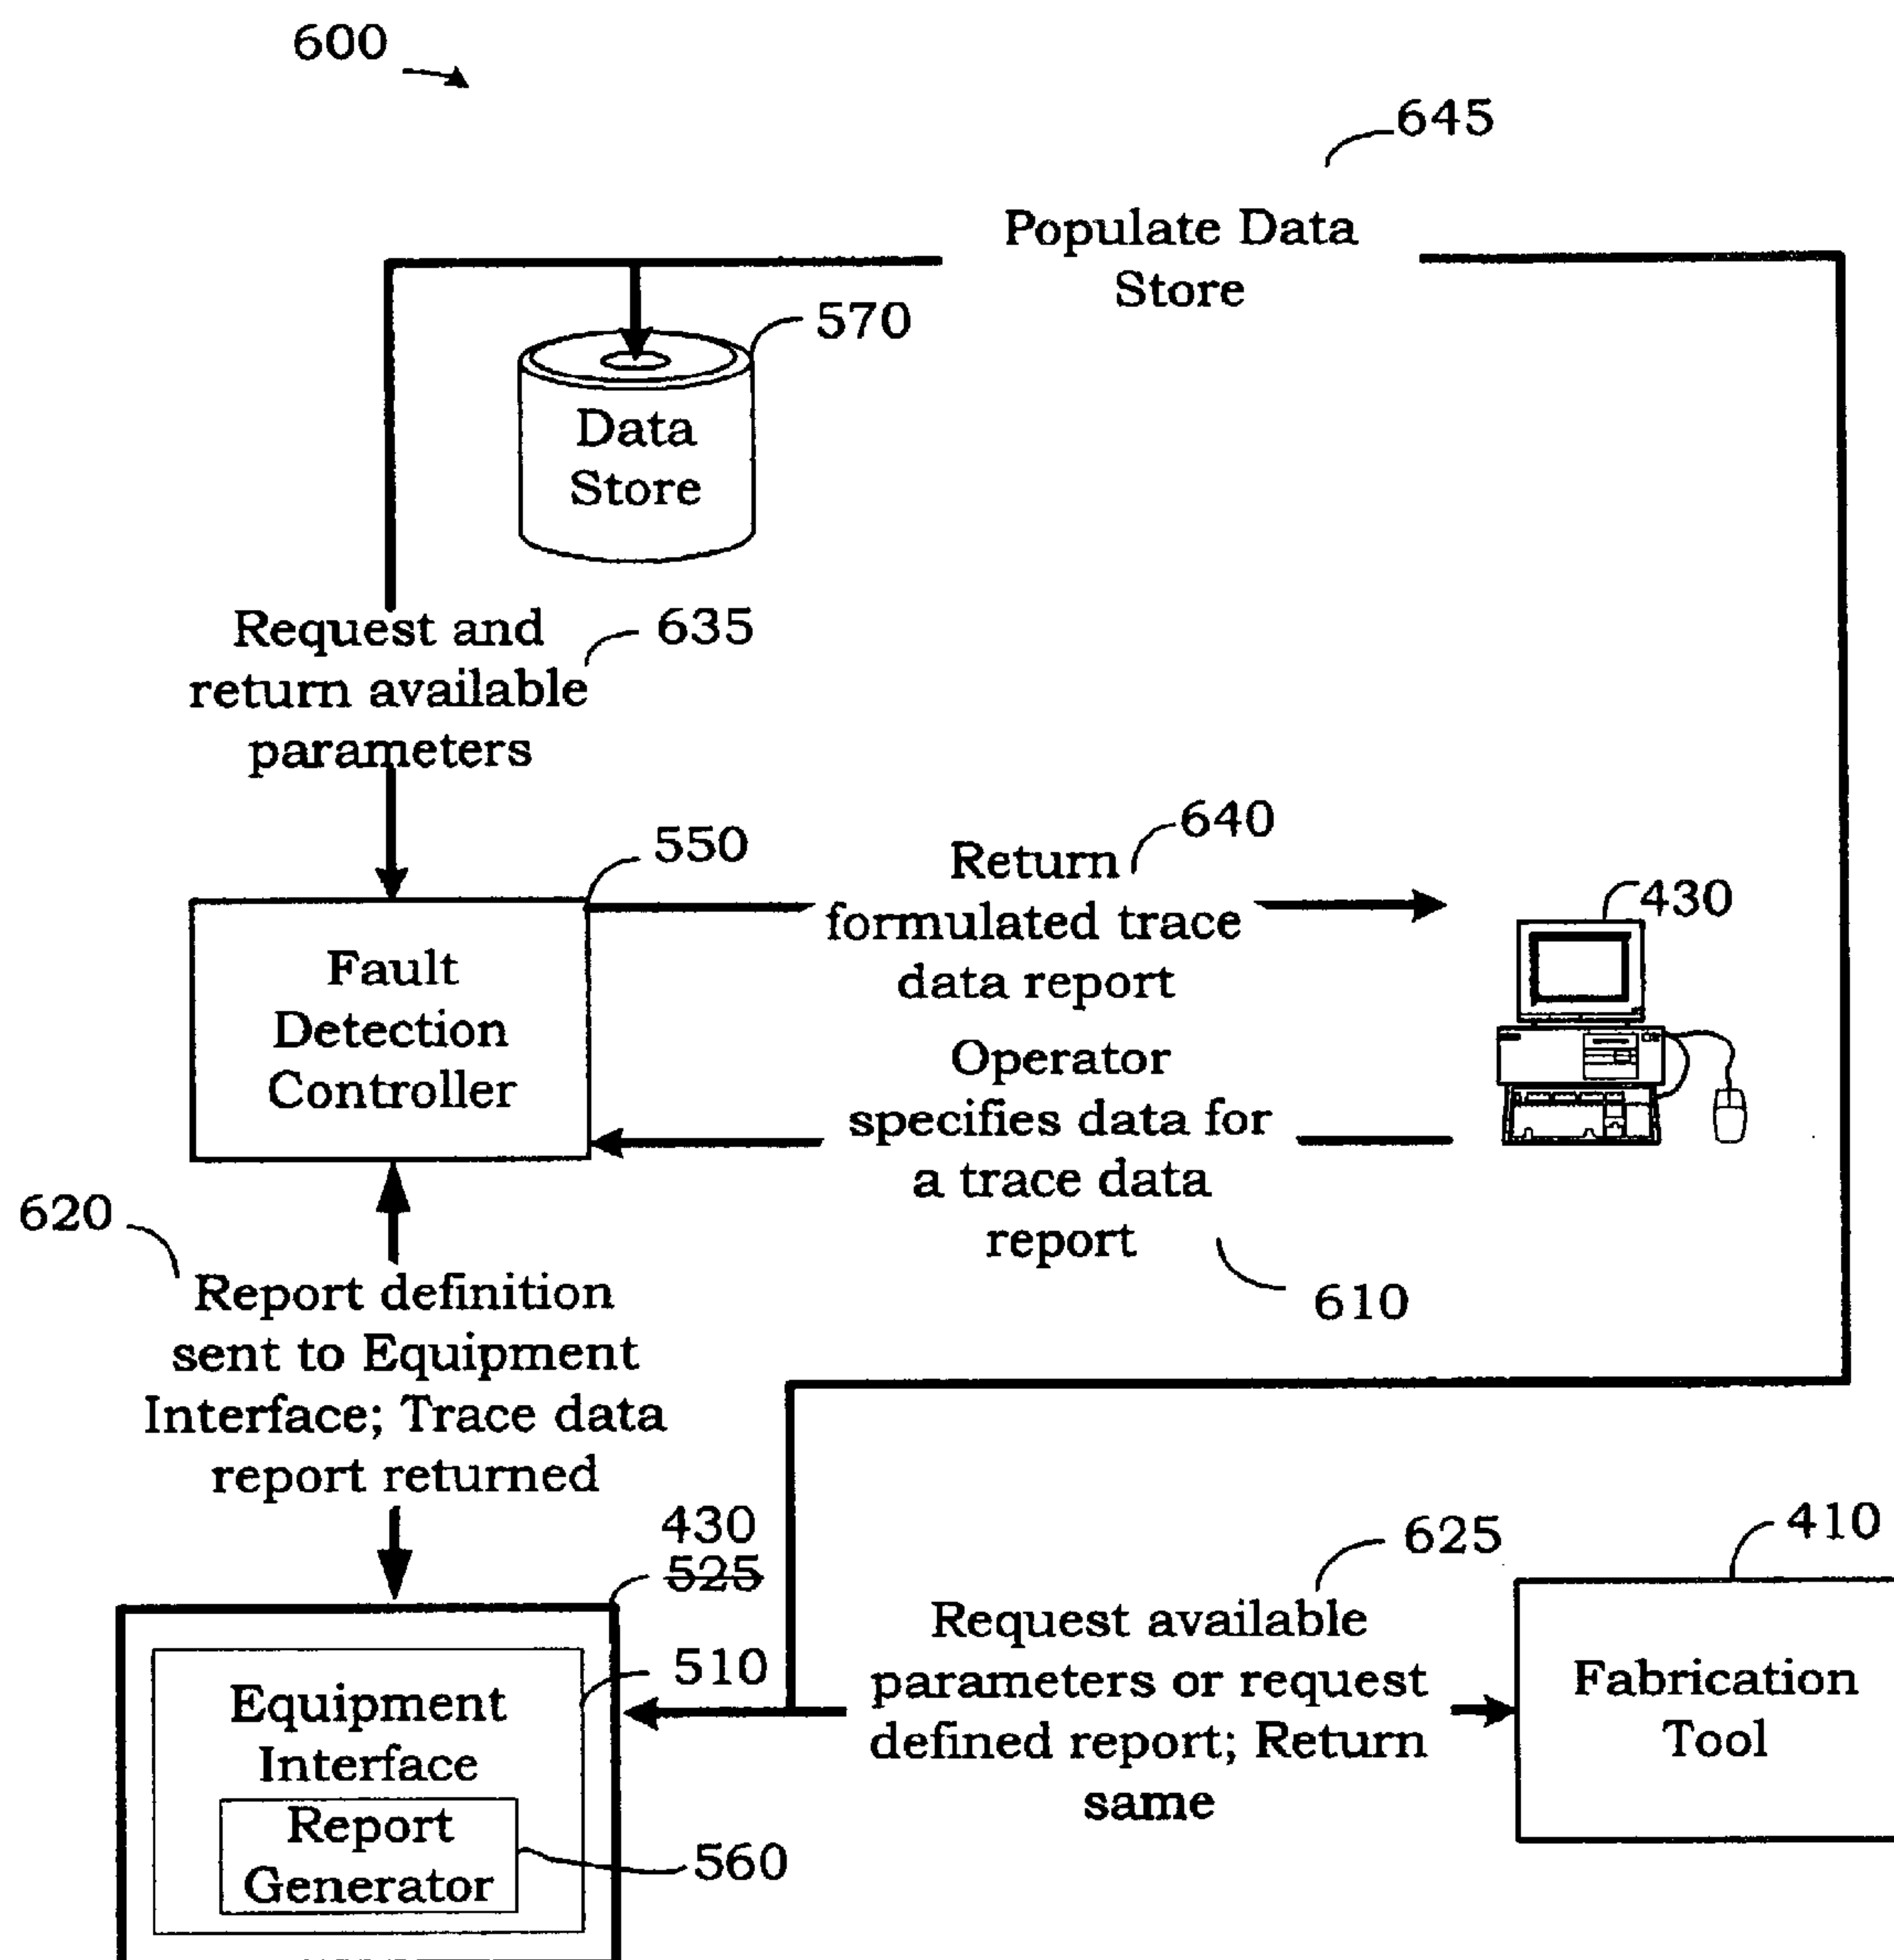 600
645
Populate Data
Store
570
Data
Store
Request and
return available
parameters
635
550
Return
formulated trace
data report
640
430
Fault
Detection
Controller
Operator
specifies data for
a trace data
report
610
620
Report definition
sent to Equipment
Interface; Trace data
report returned
430
525
510
Equipment
Interface
Report
Generator
560
625
Request available
parameters or request
defined report; Return
same
410
Fabrication
Tool